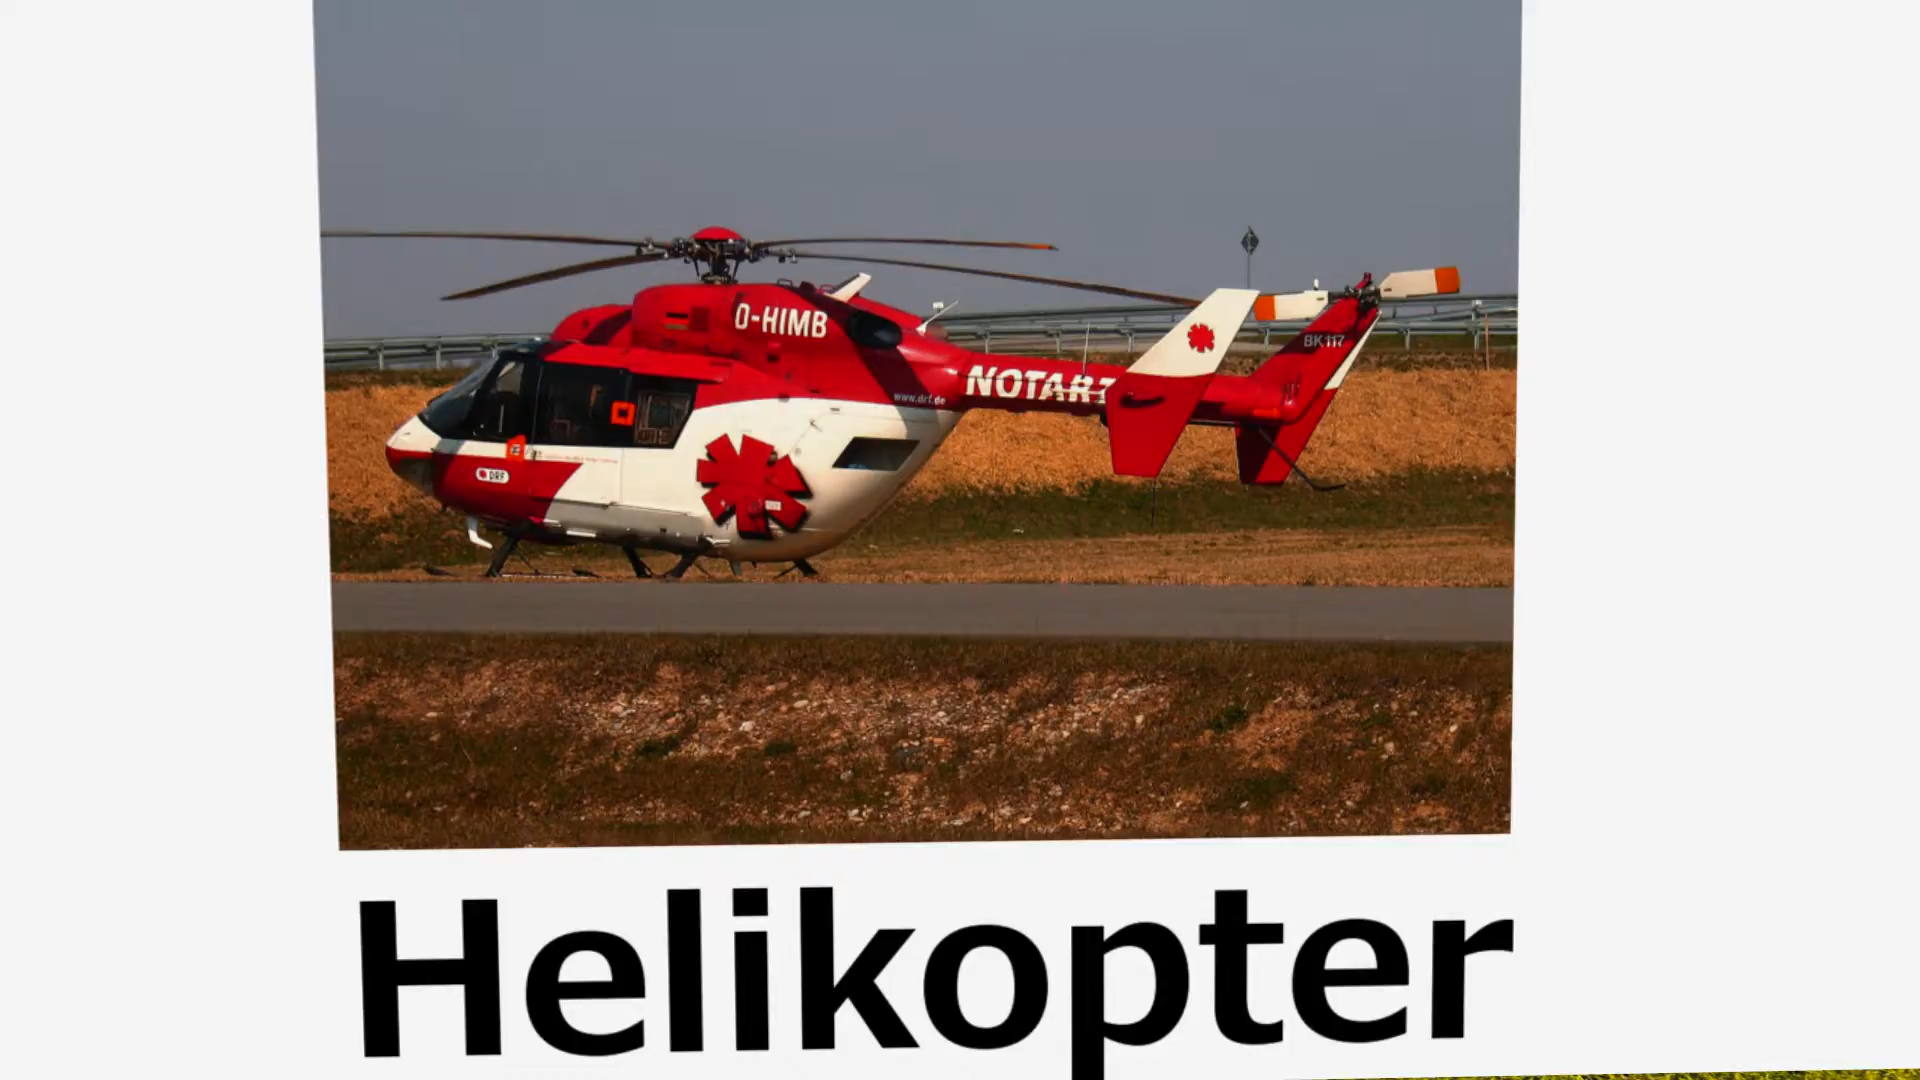 D-HIMB
NOTARZ
BK117
www.drf.de
DRF
Helikopter